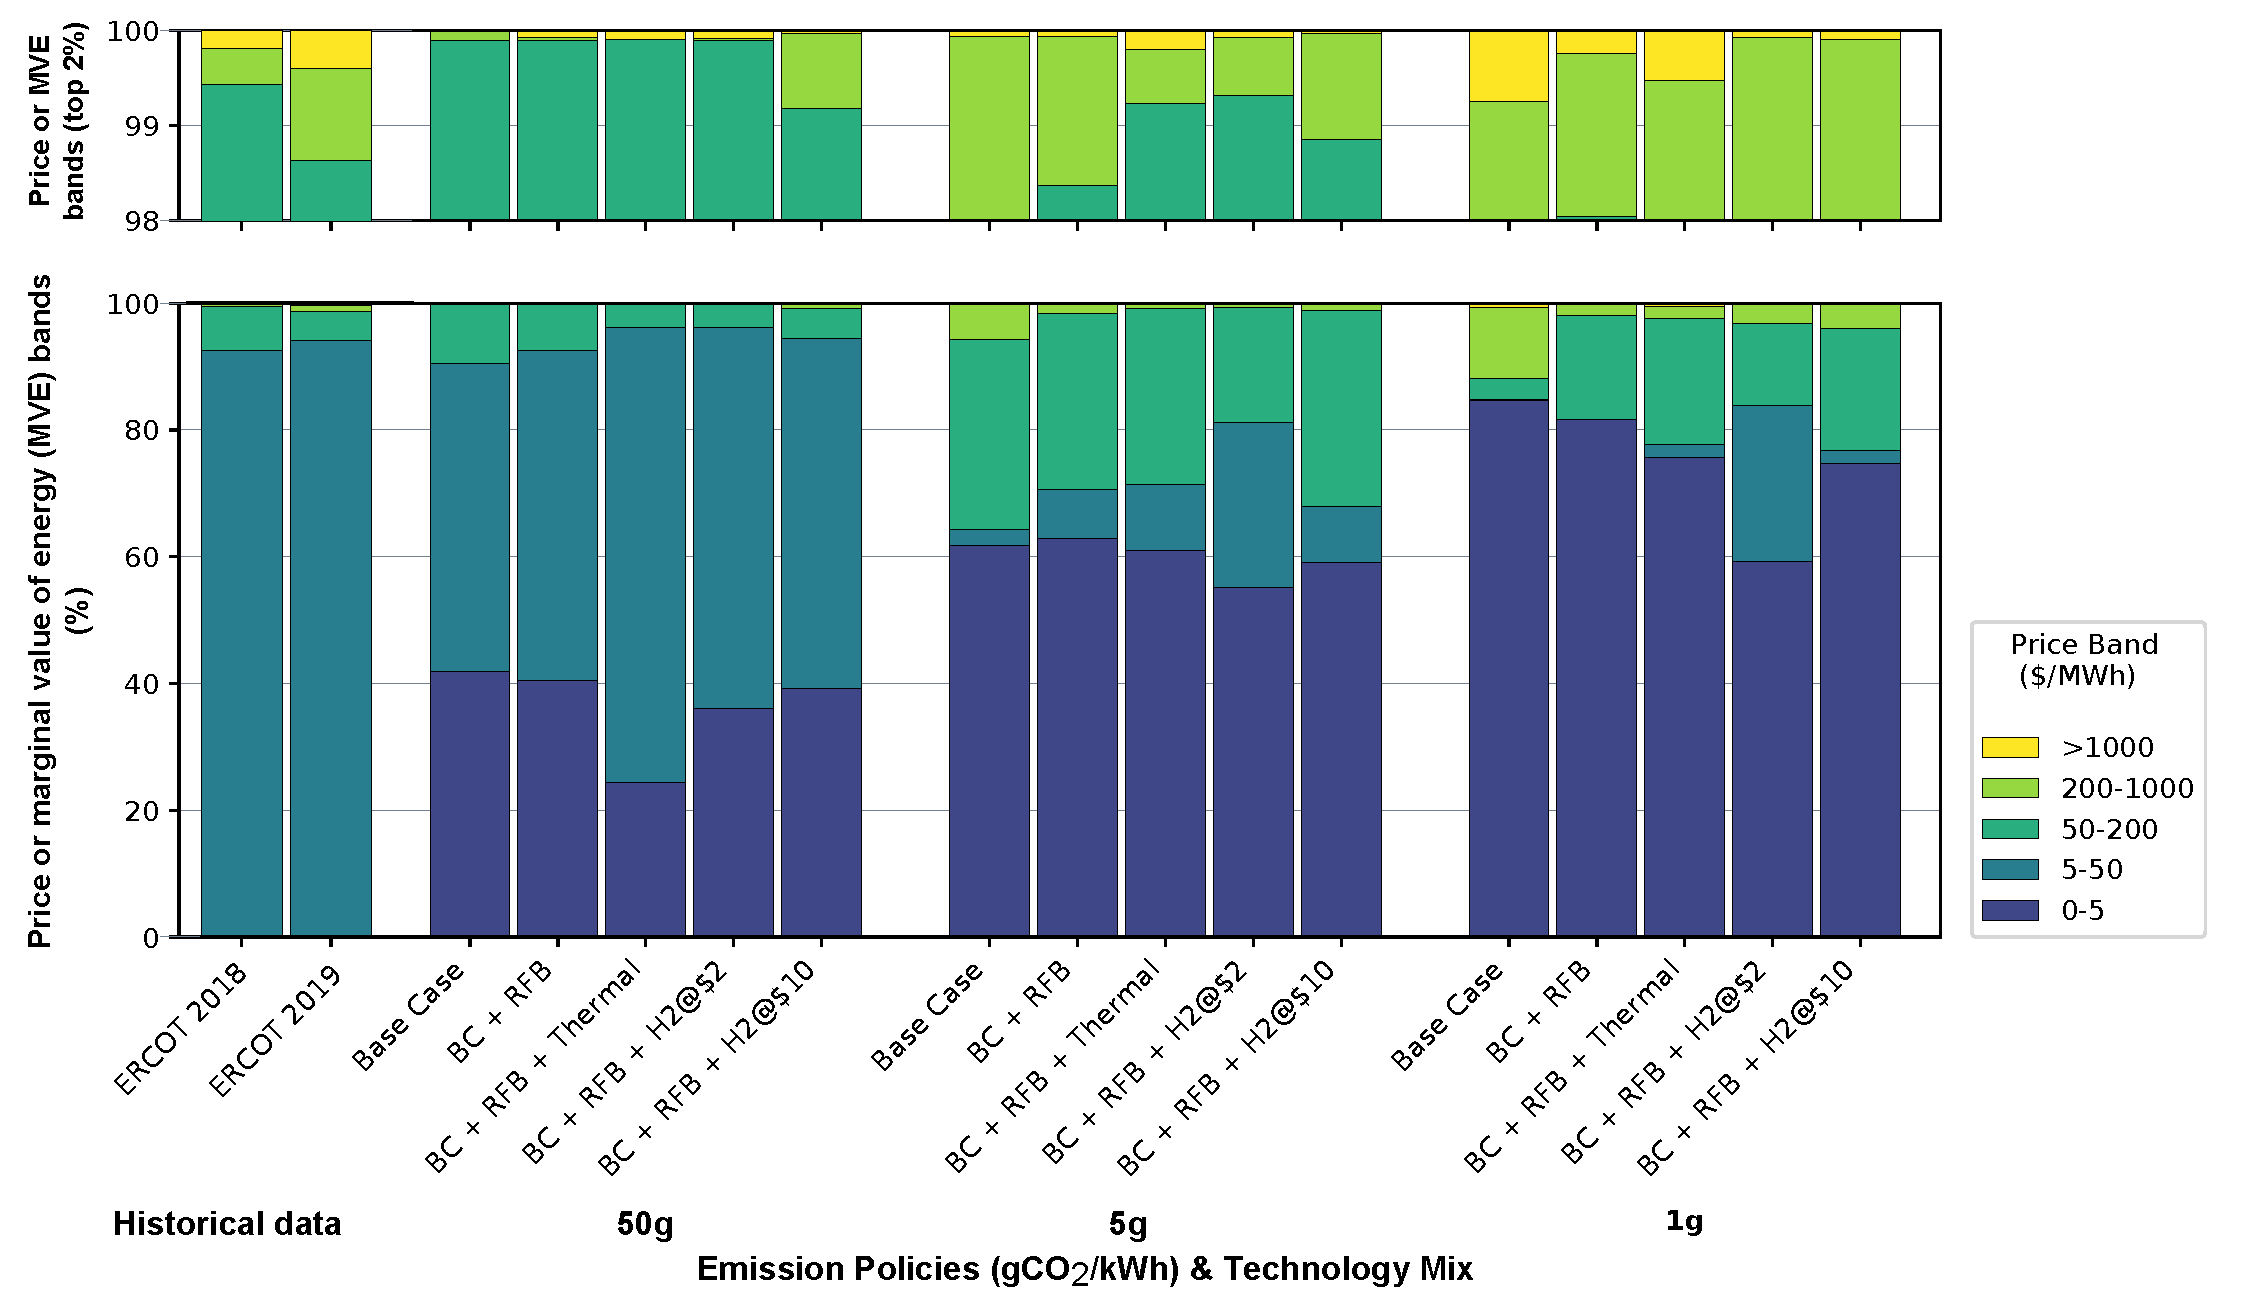 Price or MVE
bands (top 2%)
100
99
98
Price or marginal value of energy (MVE) bands
(%)
100
80
60
40
20
0
Price Band
($/MWh)
>1000
200-1000
50-200
5-50
0-5
ERCOT 2018
ERCOT 2019
Base Case
BC + RFB
BC + RFB + Thermal
BC + RFB + H2@$2
BC + RFB + H2@$10
Base Case
BC + RFB
BC + RFB + Thermal
BC + RFB + H2@$2
BC + RFB + H2@$10
Base Case
BC + RFB
BC + RFB + Thermal
BC + RFB + H2@$2
BC + RFB + H2@$10
Historical data 50g 5g 1g
Emission Policies (gCO2/kWh) & Technology Mix